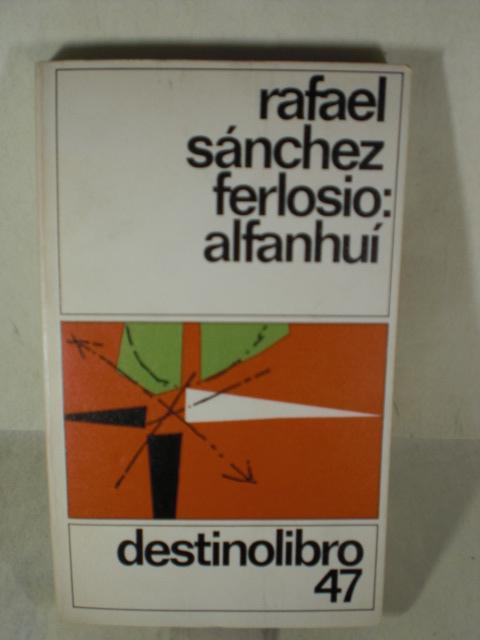 rafael
sánchez
ferlosio:
alfanhuí
destinolibro
47